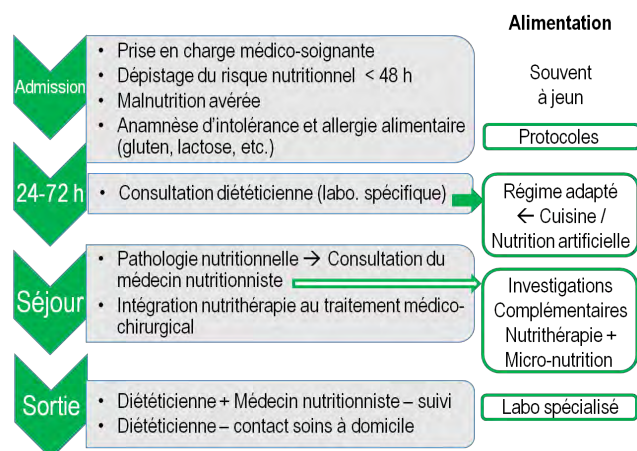 Alimentation
Admission
• Prise en charge médico-soignante
• Dépistage du risque nutritionnel < 48 h
• Malnutrition avérée
• Anamnèse d'intolérance et allergie alimentaire
(gluten, lactose, etc.)
Souvent
à jeun
Protocoles
24-72 h
• Consultation diététicienne (labo. spécifique)
Régime adapté
← Cuisine /
Nutrition artificielle
Séjour
• Pathologie nutritionnelle → Consultation du
médecin nutritionniste
• Intégration nutrithérapie au traitement médico-
chirurgical
Investigations
Complémentaires
Nutrithérapie +
Micro-nutrition
Sortie
• Diététicienne + Médecin nutritionniste – suivi
• Diététicienne – contact soins à domicile
Labo spécialisé